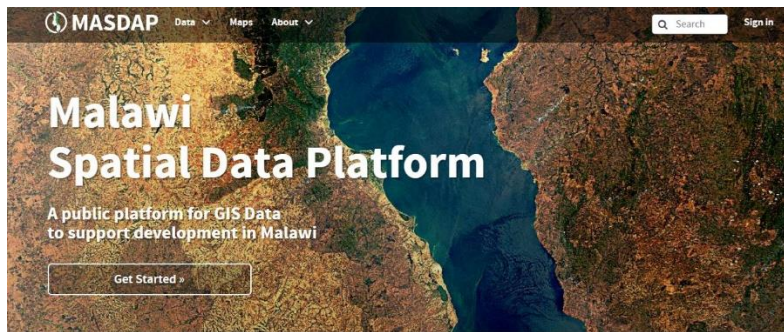 MASDAP Data Maps About Search Sign in
Malawi
Spatial Data Platform
A public platform for GIS Data
to support development in Malawi
Get Started »